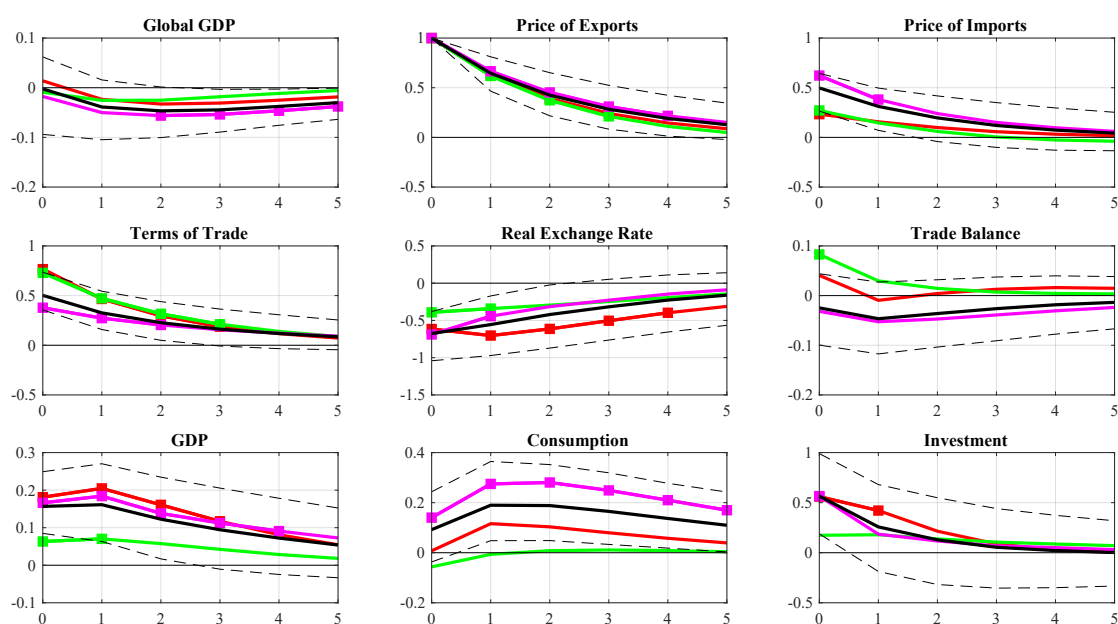 Global GDP
0.1
0
-0.1
-0.2
0 1 2 3 4 5
Price of Exports
1
0.5
0
-0.5
0 1 2 3 4 5
Price of Imports
1
0.5
0
-0.5
0 1 2 3 4 5
Terms of Trade
1
0.5
0
-0.5
0 1 2 3 4 5
Real Exchange Rate
0.5
0
-0.5
-1
-1.5
0 1 2 3 4 5
Trade Balance
0.1
0
-0.1
-0.2
0 1 2 3 4 5
GDP
0.3
0.2
0.1
0
-0.1
0 1 2 3 4 5
Consumption
0.4
0.2
0
-0.2
0 1 2 3 4 5
Investment
1
0.5
0
-0.5
0 1 2 3 4 5